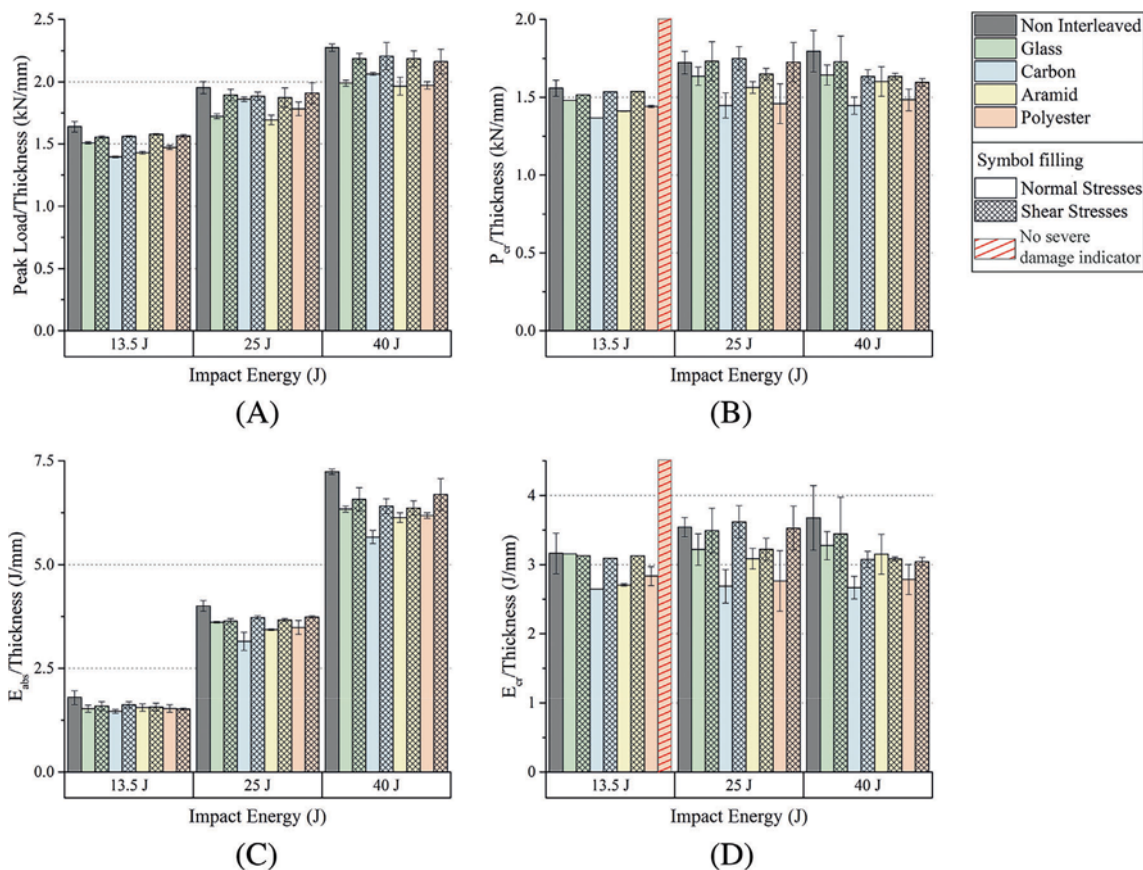 2.5
2.0
1.5
1.0
0.5
0.0
Peak Load/Thickness (kN/mm)
13.5 J 25 J 40 J
Impact Energy (J)
(A)
2.0
1.5
1.0
0.5
0.0
Pcr/Thickness (kN/mm)
13.5 J 25 J 40 J
Impact Energy (J)
(B)
Non Interleaved
Glass
Carbon
Aramid
Polyester
Symbol filling
Normal Stresses
Shear Stresses
No severe
damage indicator
7.5
5.0
2.5
0.0
Eabs/Thickness (J/mm)
13.5 J 25 J 40 J
Impact Energy (J)
(C)
4
3
2
1
0
Ecr/Thickness (J/mm)
13.5 J 25 J 40 J
Impact Energy (J)
(D)